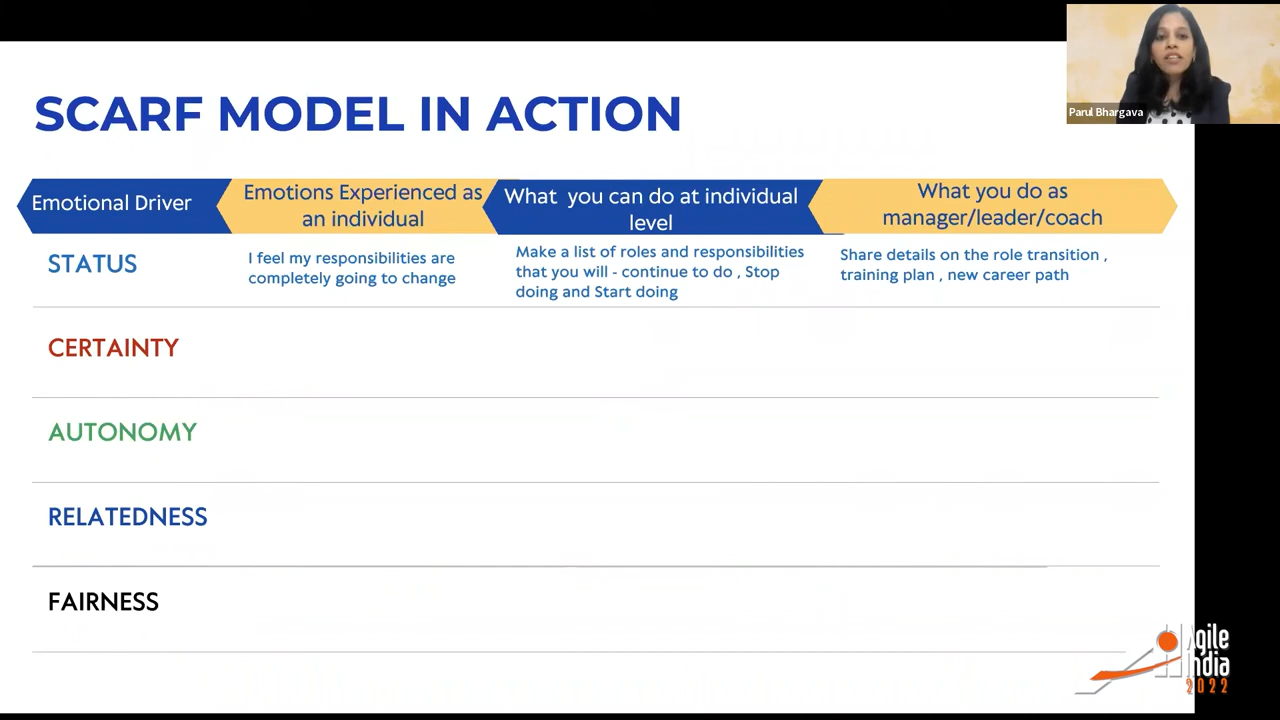 Parul Bhargava
SCARF MODEL IN ACTION
Emotional Driver
Emotions Experienced as
an individual
What you can do at individual
level
What you do as
manager/leader/coach
STATUS
I feel my responsibilities are
completely going to change
Make a list of roles and responsibilities
that you will - continue to do , Stop
doing and Start doing
Share details on the role transition ,
training plan , new career path
CERTAINTY
AUTONOMY
RELATEDNESS
FAIRNESS
Agile
India
2022